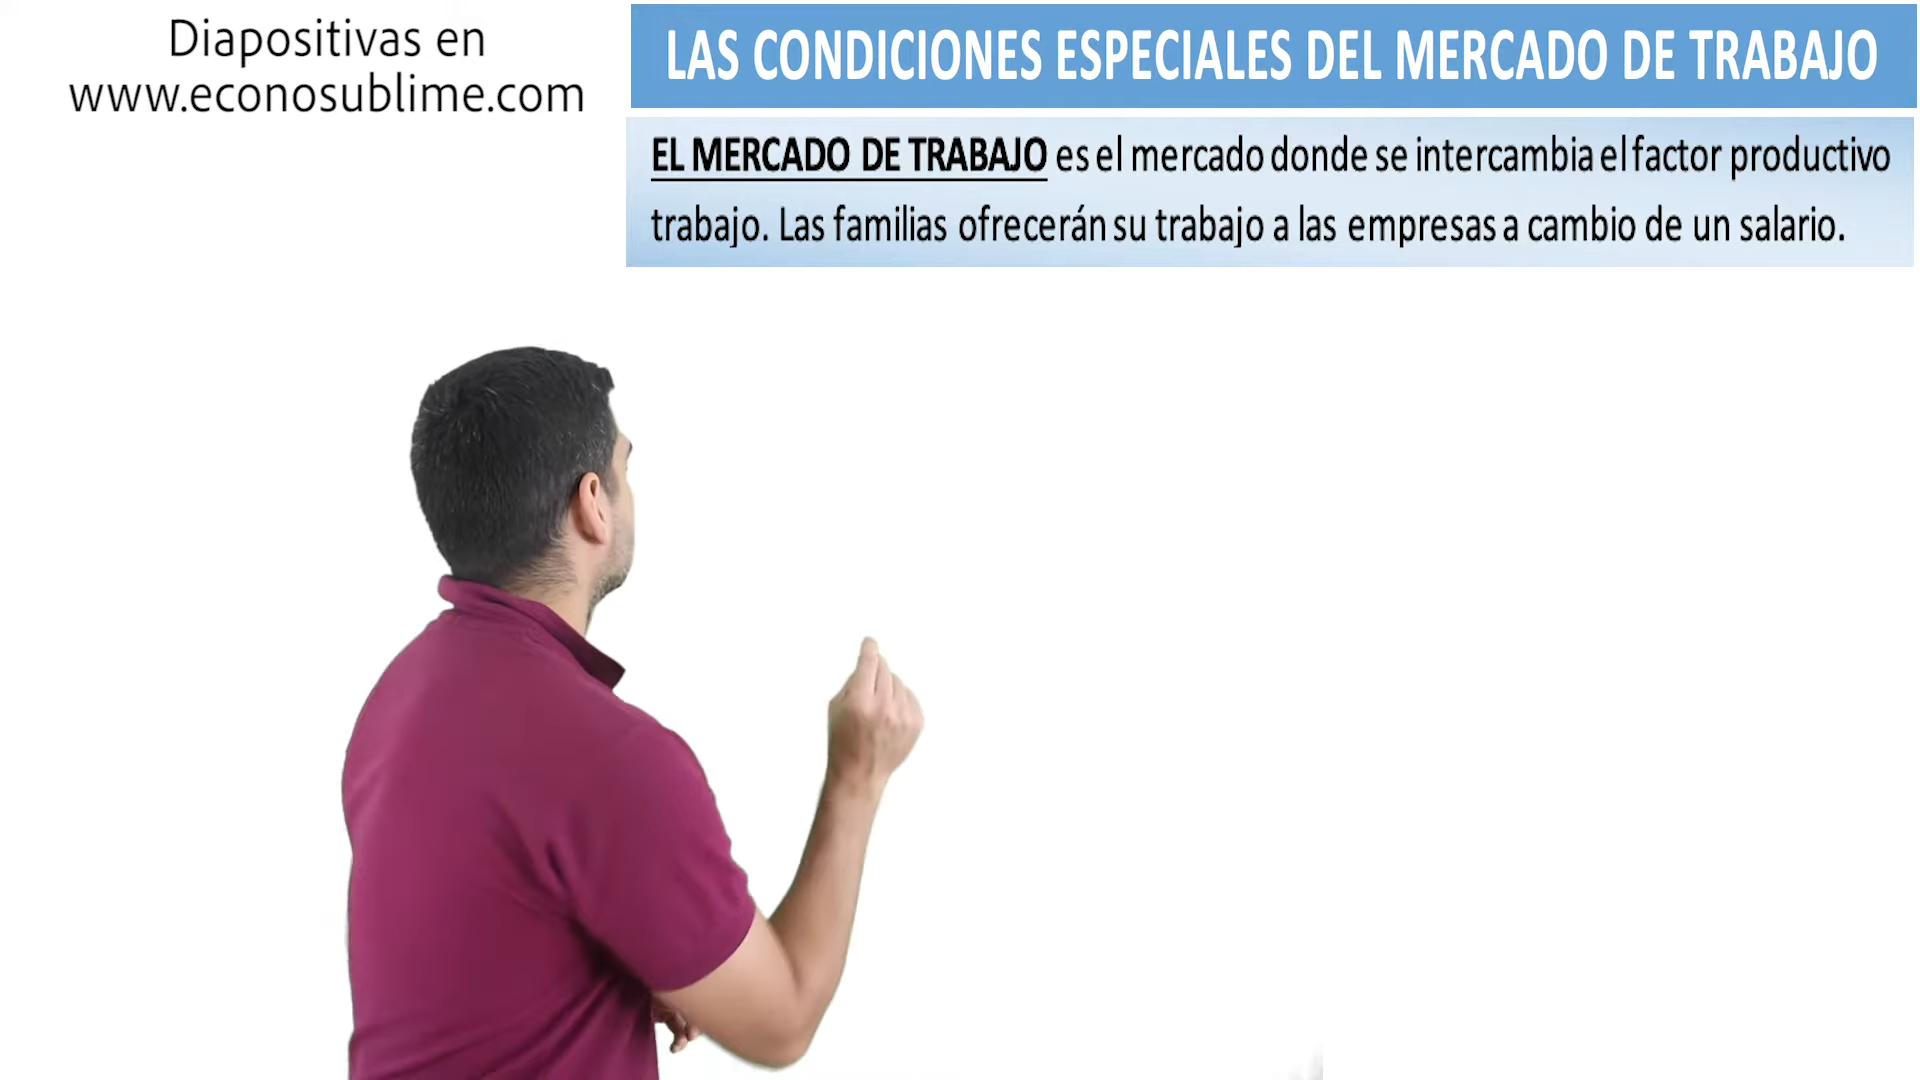 Diapositivas en
www.econosublime.com
LAS CONDICIONES ESPECIALES DEL MERCADO DE TRABAJO
EL MERCADO DE TRABAJO es el mercado donde se intercambia el factor productivo
trabajo. Las familias ofrecerán su trabajo a las empresas a cambio de un salario.